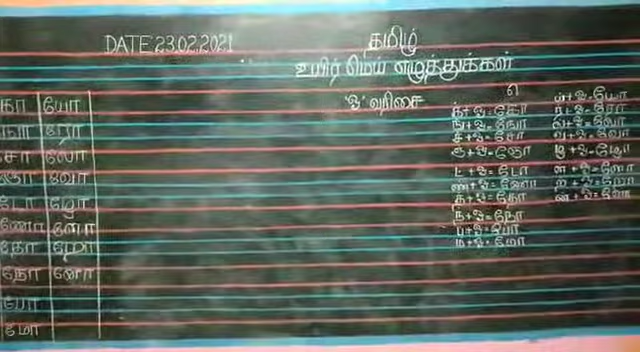 DATE 23.02.2021
தமிழ்
உயிர் மெய் எழுத்துக்கள்
'ஓ' வரிசை
க்+ஓ=கோ ய்+ஓ=யோ
ங்+ஓ=ஙோ ர்+ஓ=ரோ
ச்+ஓ=சோ ல்+ஓ=லோ
ஞ்+ஓ=ஞோ வ்+ஓ=வோ
ட்+ஓ=டோ ழ்+ஓ=ழோ
ண்+ஓ=ணோ ள்+ஓ=ளோ
த்+ஓ=தோ ற்+ஓ=றோ
ந்+ஓ=நோ ன்+ஓ=னோ
ப்+ஓ=போ
ம்+ஓ=மோ
யோ
ரோ
லோ
வோ
ழோ
ளோ
றோ
னோ